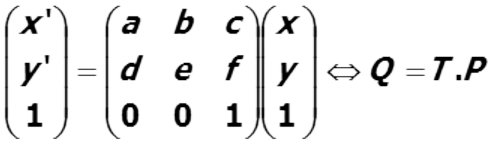 x' a b c x
y' = d e f y ⇔ Q = T.P
1 0 0 1 1